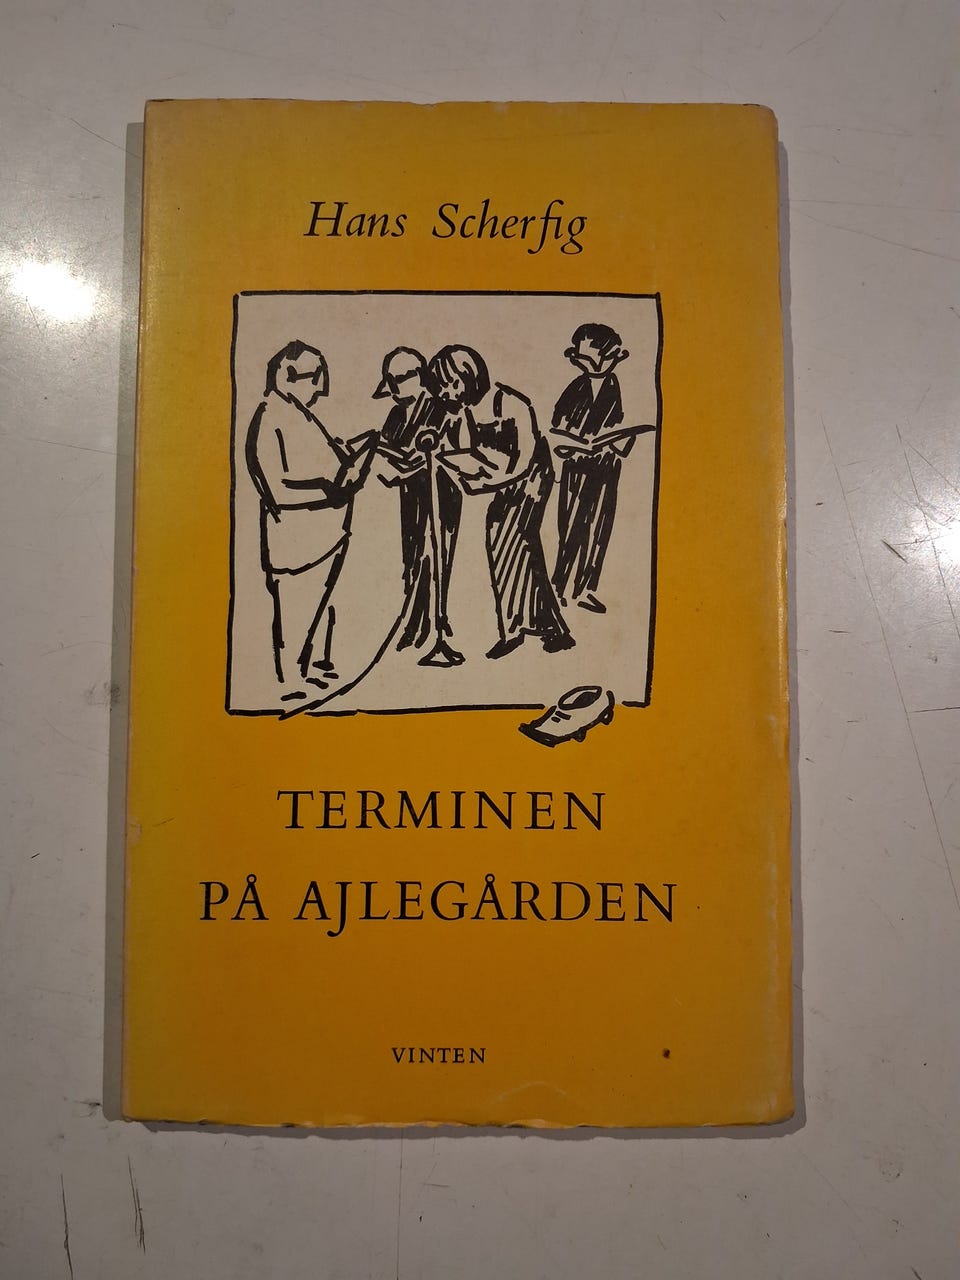 Hans Scherfig
TERMINEN
PÅ AJLEGÅRDEN
VINTEN